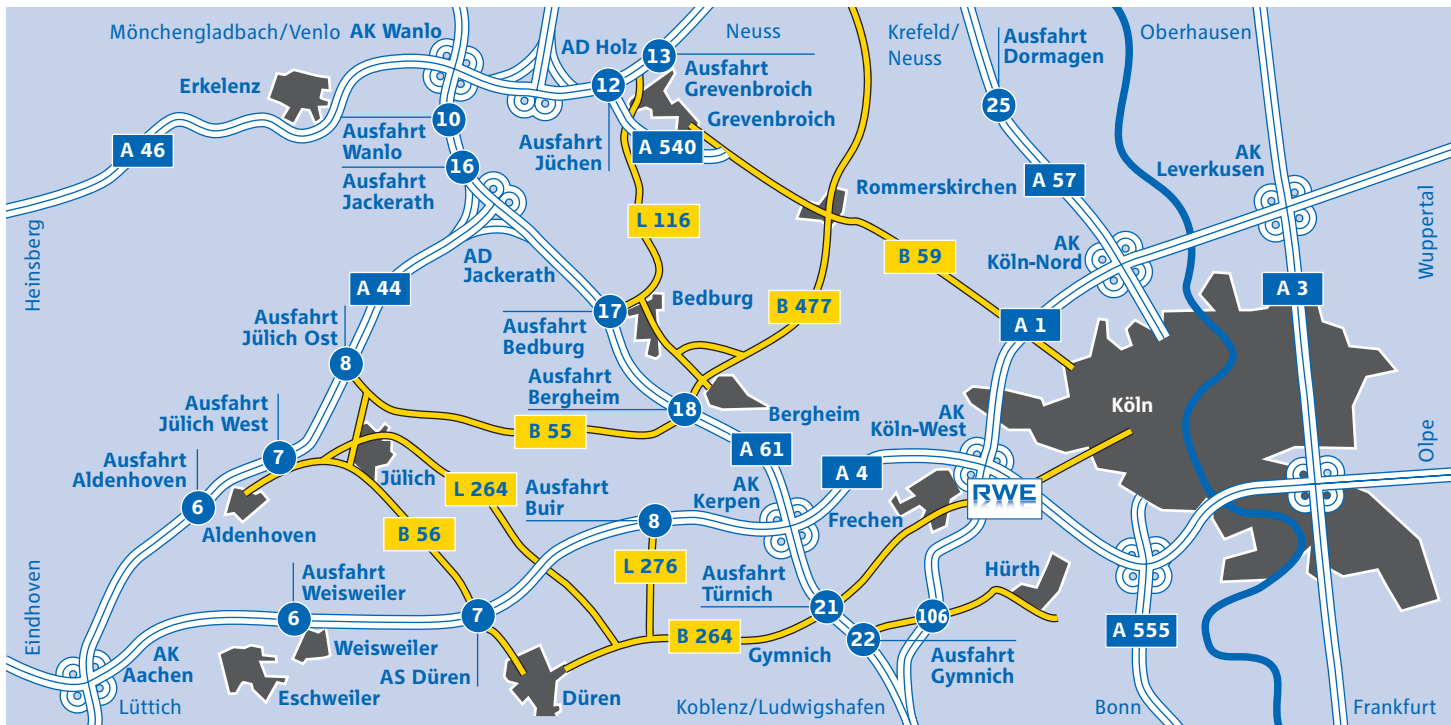 Mönchengladbach/Venlo
AK Wanlo
AD Holz
13
Neuss
Krefeld/
Neuss
Ausfahrt
Dormagen
Oberhausen
Erkelenz
12
Ausfahrt
Grevenbroich
Grevenbroich
10
Ausfahrt
Wanlo
Ausfahrt
Jüchen
A 540
25
A 46
16
Ausfahrt
Jackerath
Rommerskirchen
A 57
AK
Leverkusen
Wuppertal
Heinsberg
L 116
AD
Jackerath
B 59
AK
Köln-Nord
A 44
Bedburg
B 477
A 3
A 1
Ausfahrt
Jülich Ost
17
Ausfahrt
Bedburg
8
Ausfahrt
Bergheim
18
Bergheim
AK
Köln-West
Köln
Ausfahrt
Jülich West
B 55
A 61
A 4
Olpe
7
Ausfahrt
Aldenhoven
Jülich
L 264
Ausfahrt
Buir
AK
Kerpen
RWE
6
Aldenhoven
B 56
8
Frechen
Eindhoven
Ausfahrt
Weisweiler
L 276
Ausfahrt
Türnich
Hürth
6
7
21
106
B 264
22
A 555
AK
Aachen
Weisweiler
Eschweiler
AS Düren
Düren
Gymnich
Ausfahrt
Gymnich
Lüttich
Koblenz/Ludwigshafen
Bonn
Frankfurt